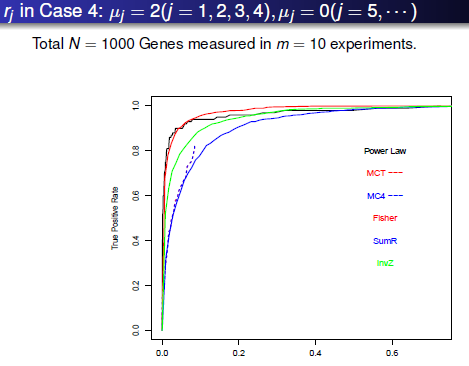 r_j in Case 4: μ_j = 2(j = 1, 2, 3, 4), μ_j = 0(j = 5, ⋯ )
Total N = 1000 Genes measured in m = 10 experiments.
True Positive Rate
1.0
0.8
0.6
0.4
0.2
0.0
Power Law
MCT ---
MC4 ---
Fisher
SumR
InvZ
0.0 0.2 0.4 0.6